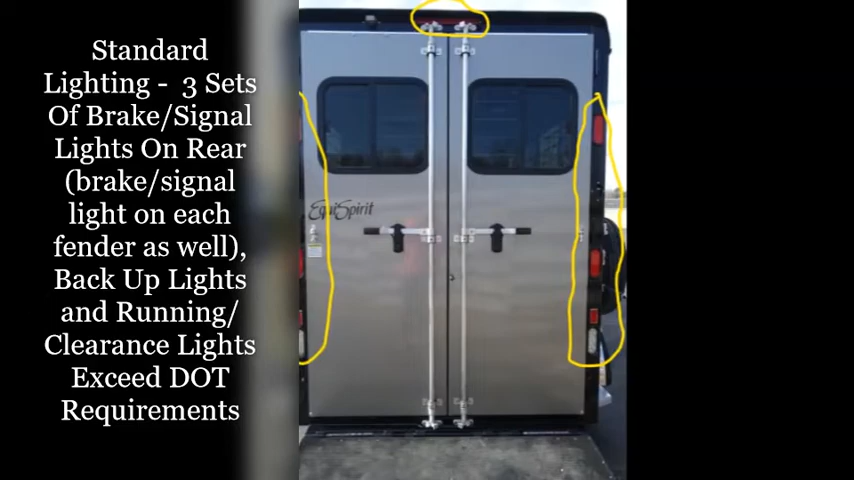 Standard
Lighting - 3 Sets
Of Brake/Signal
Lights On Rear
(brake/signal
light on each
fender as well),
Back Up Lights
and Running/
Clearance Lights
Exceed DOT
Requirements
EquiSpirit